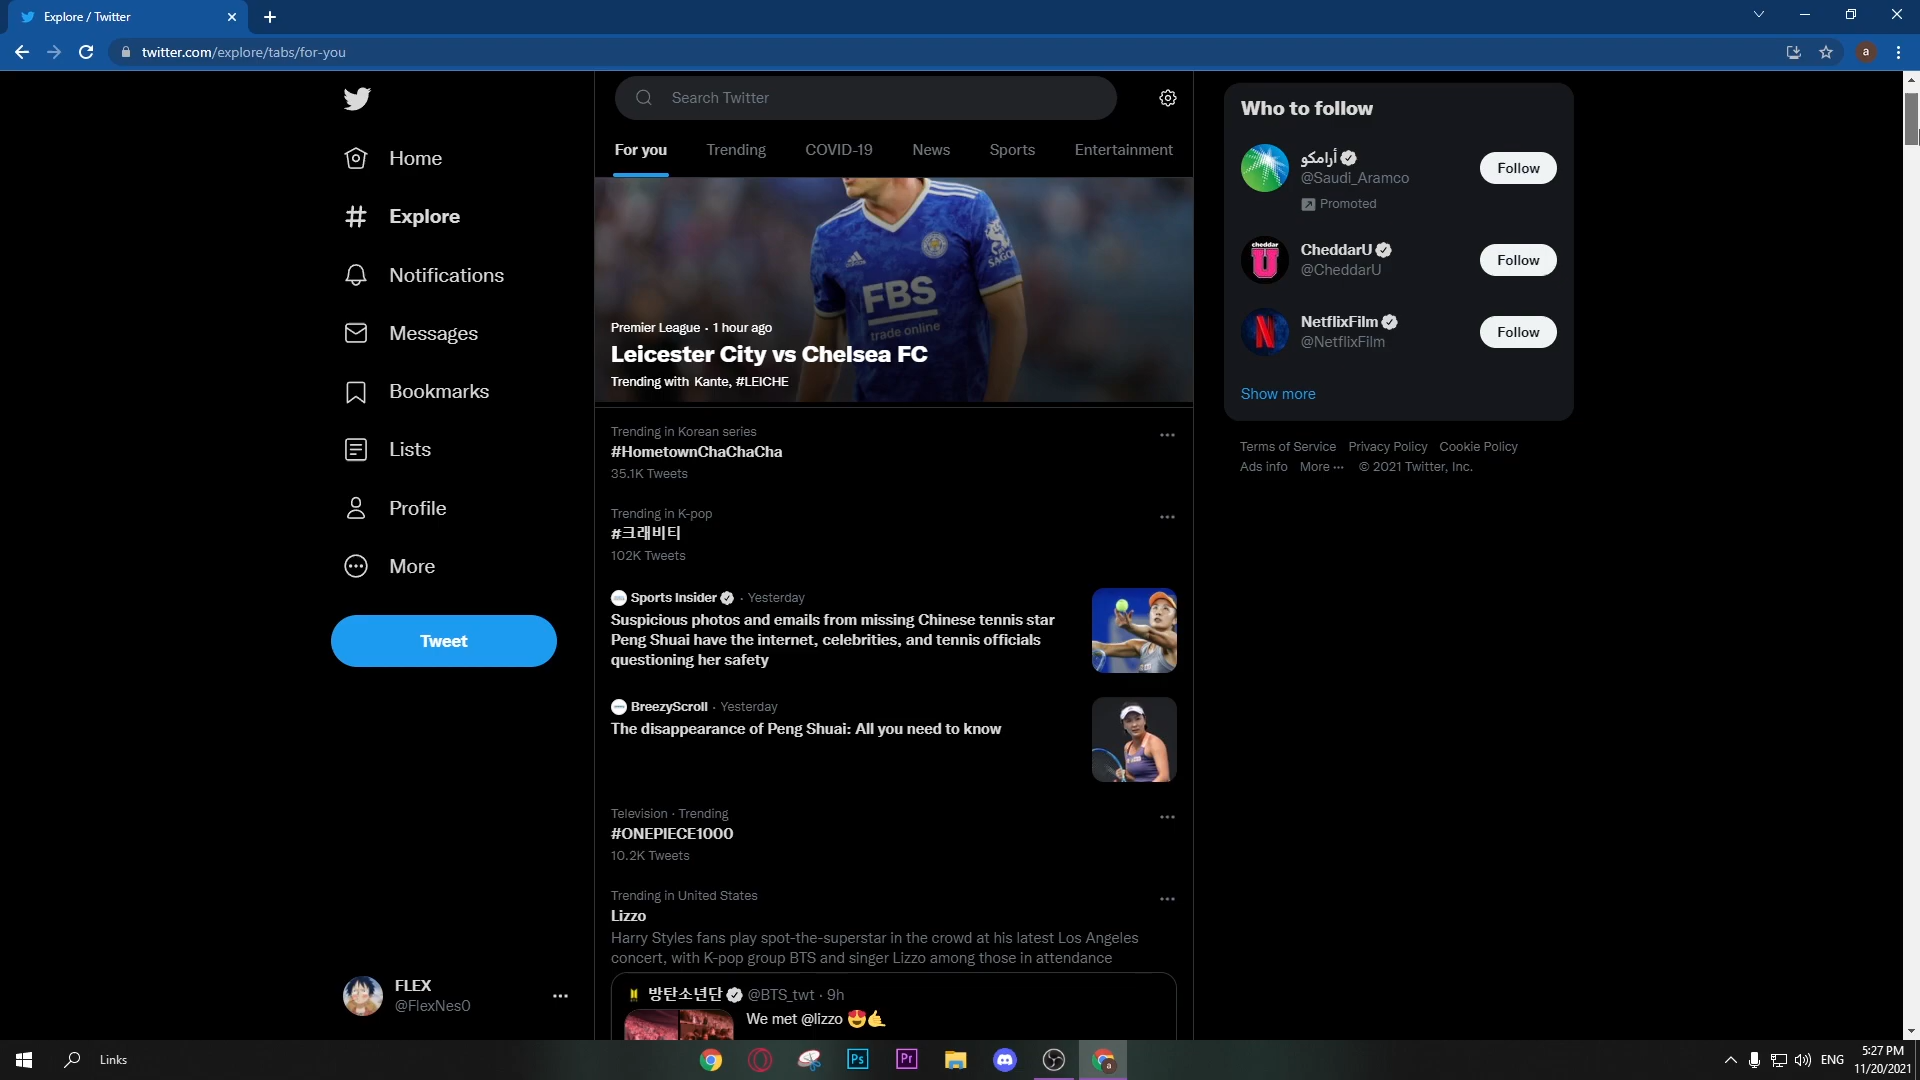 Explore / Twitter
twitter.com/explore/tabs/for-you
a
Home
Explore
Notifications
Messages
Bookmarks
Lists
Profile
More
Tweet
FLEX
@FlexNes0
Search Twitter
For you
Trending
COVID-19
News
Sports
Entertainment
FBS
trade online
Premier League · 1 hour ago
Leicester City vs Chelsea FC
Trending with Kante, #LEICHE
Trending in Korean series
#HometownChaChaCha
35.1K Tweets
Trending in K-pop
#크래비티
102K Tweets
Sports Insider · Yesterday
Suspicious photos and emails from missing Chinese tennis star
Peng Shuai have the internet, celebrities, and tennis officials
questioning her safety
BreezyScroll · Yesterday
The disappearance of Peng Shuai: All you need to know
Television · Trending
#ONEPIECE1000
10.2K Tweets
Trending in United States
Lizzo
Harry Styles fans play spot-the-superstar in the crowd at his latest Los Angeles
concert, with K-pop group BTS and singer Lizzo among those in attendance
방탄소년단 @BTS_twt · 9h
We met @lizzo 😍🤙
Who to follow
أرامكو
@Saudi_Aramco
Promoted
Follow
cheddar
U
CheddarU
@CheddarU
Follow
NetflixFilm
@NetflixFilm
Follow
Show more
Terms of Service Privacy Policy Cookie Policy
Ads info More ··· © 2021 Twitter, Inc.
Links
Ps
Pr
a
ENG
5:27 PM
11/20/2021